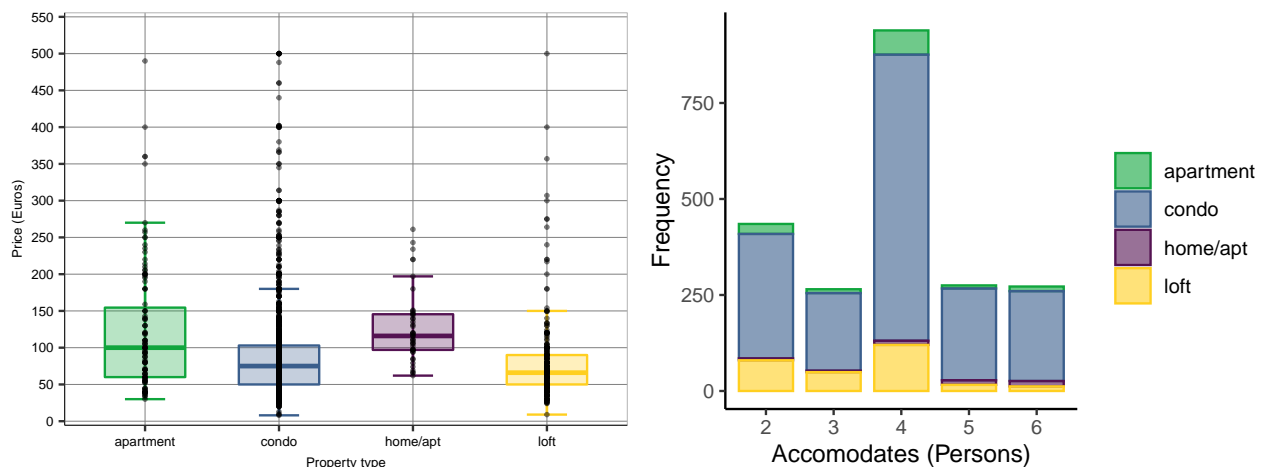 550
500
450
400
350
300
250
200
150
100
50
0
Price (Euros)
apartment condo home/apt loft
Property type
750
500
250
0
Frequency
2 3 4 5 6
Accomodates (Persons)
apartment
condo
home/apt
loft